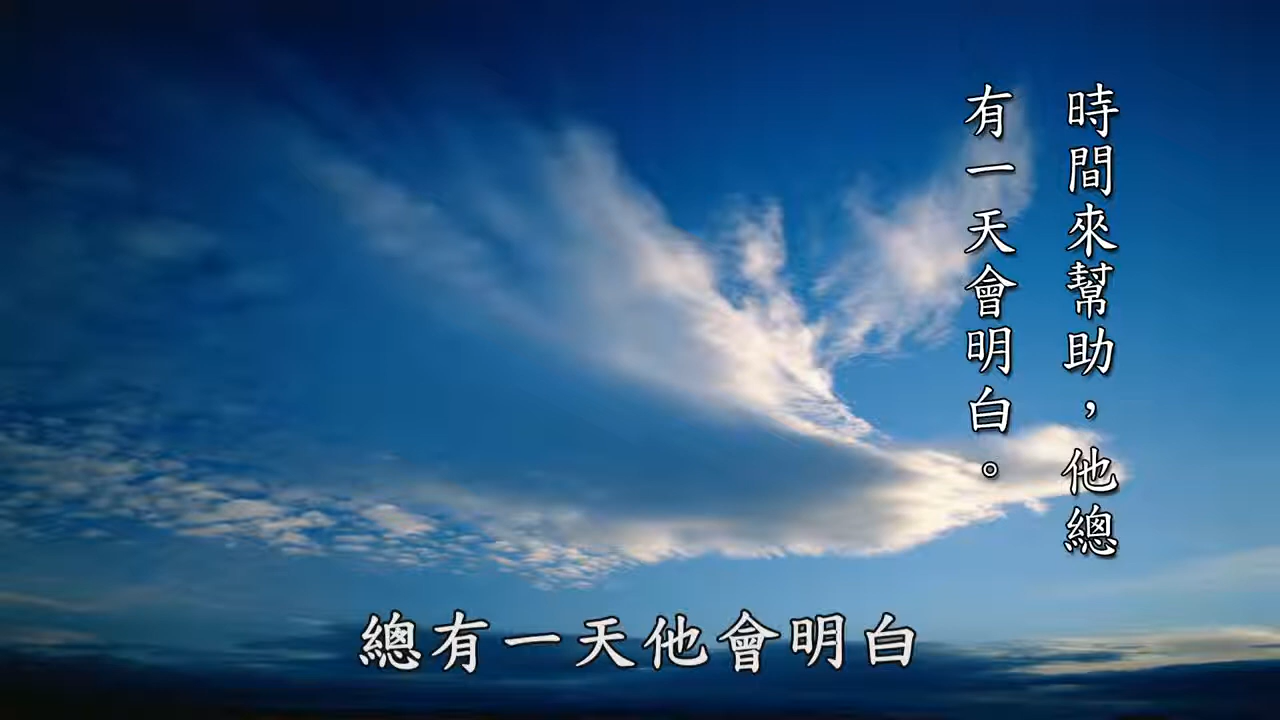 時間來幫助，他總
有一天會明白。
總有一天他會明白